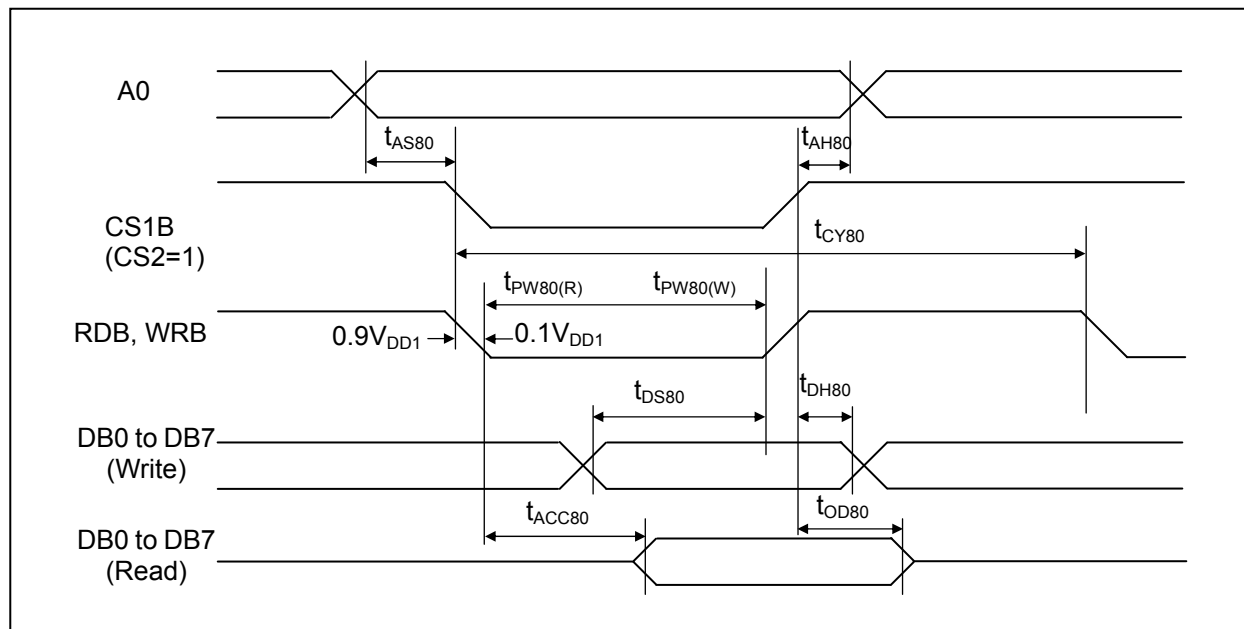 A0
tAS80
tAH80
CS1B
(CS2=1)
tCY80
tPW80(R)
tPW80(W)
RDB, WRB
0.9VDD1
0.1VDD1
tDS80
tDH80
DB0 to DB7
(Write)
tACC80
tOD80
DB0 to DB7
(Read)